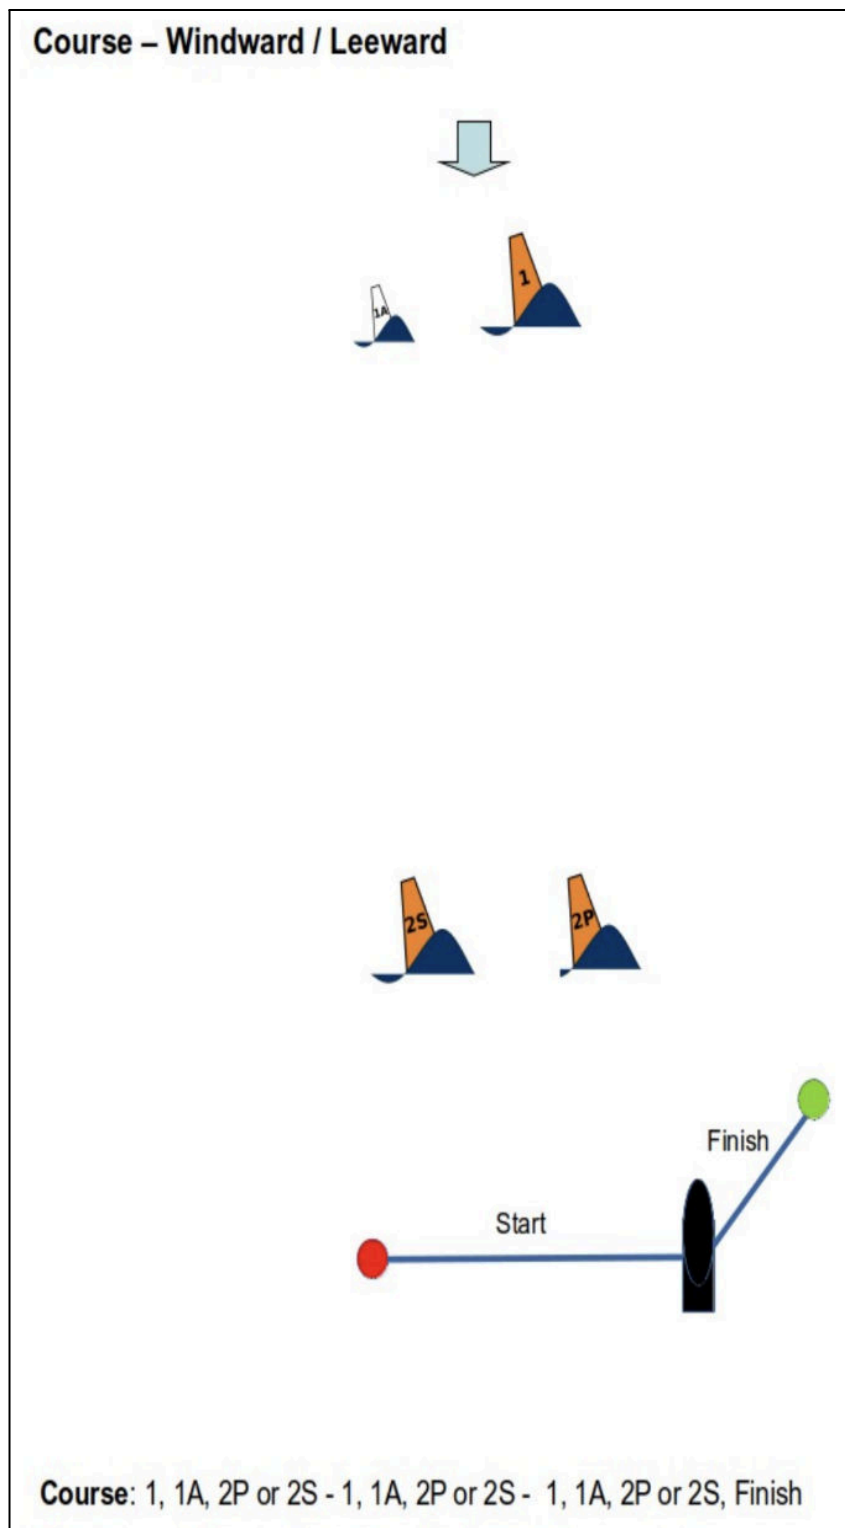 Course – Windward / Leeward
1
1A
2S
2P
Finish
Start
Course: 1, 1A, 2P or 2S - 1, 1A, 2P or 2S - 1, 1A, 2P or 2S, Finish